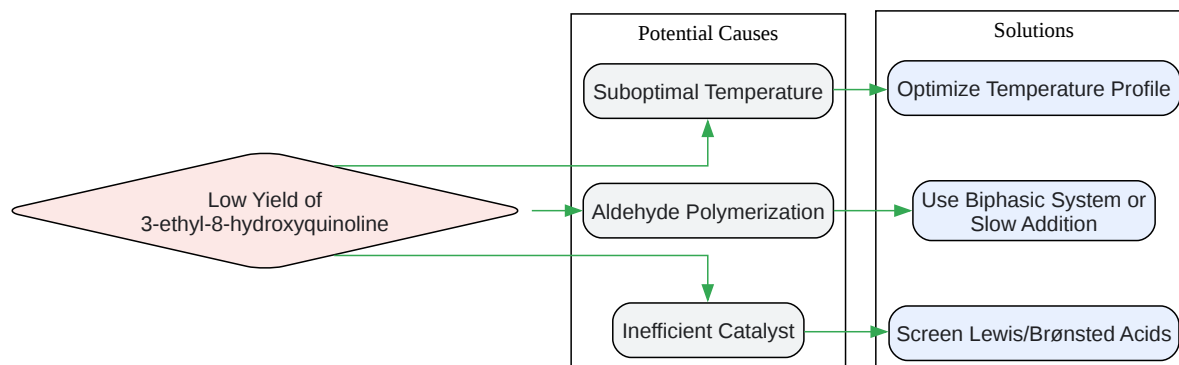 Potential Causes
Solutions
Suboptimal Temperature
Optimize Temperature Profile
Low Yield of
3-ethyl-8-hydroxyquinoline
Aldehyde Polymerization
Use Biphasic System or
Slow Addition
Inefficient Catalyst
Screen Lewis/Brønsted Acids